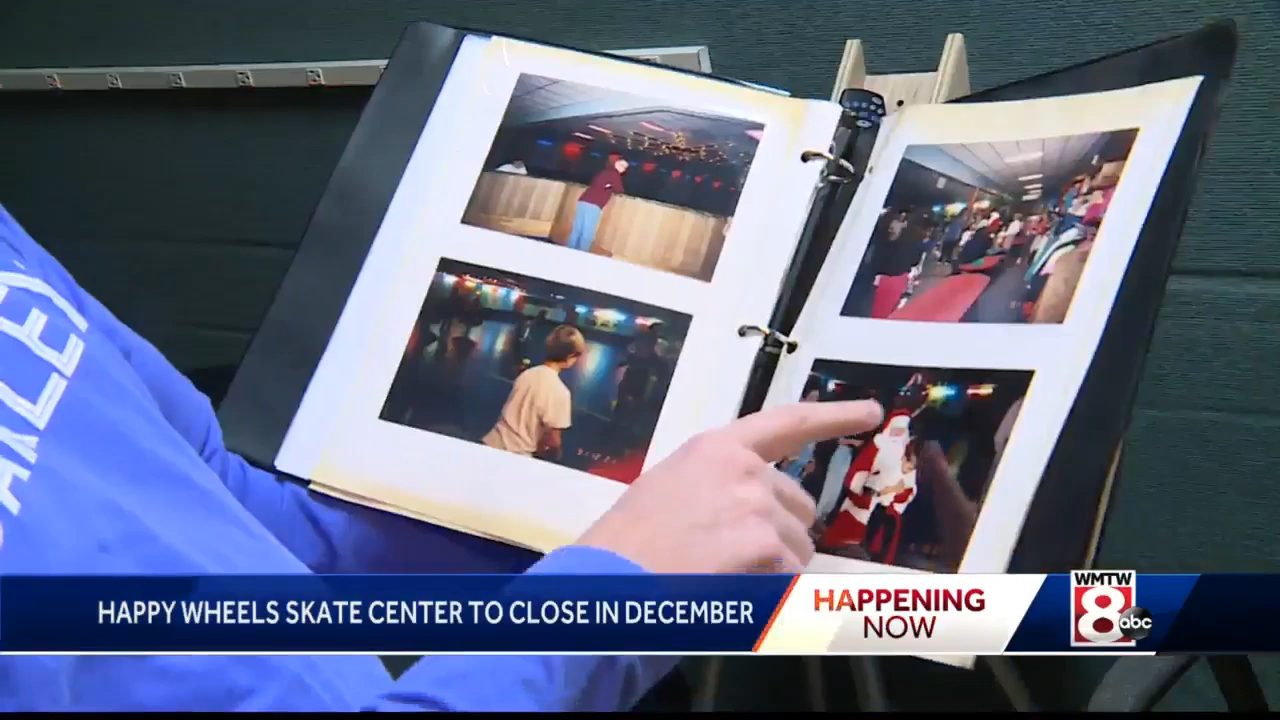 HAPPY WHEELS SKATE CENTER TO CLOSE IN DECEMBER
HAPPENING
NOW
WMTW
8
abc